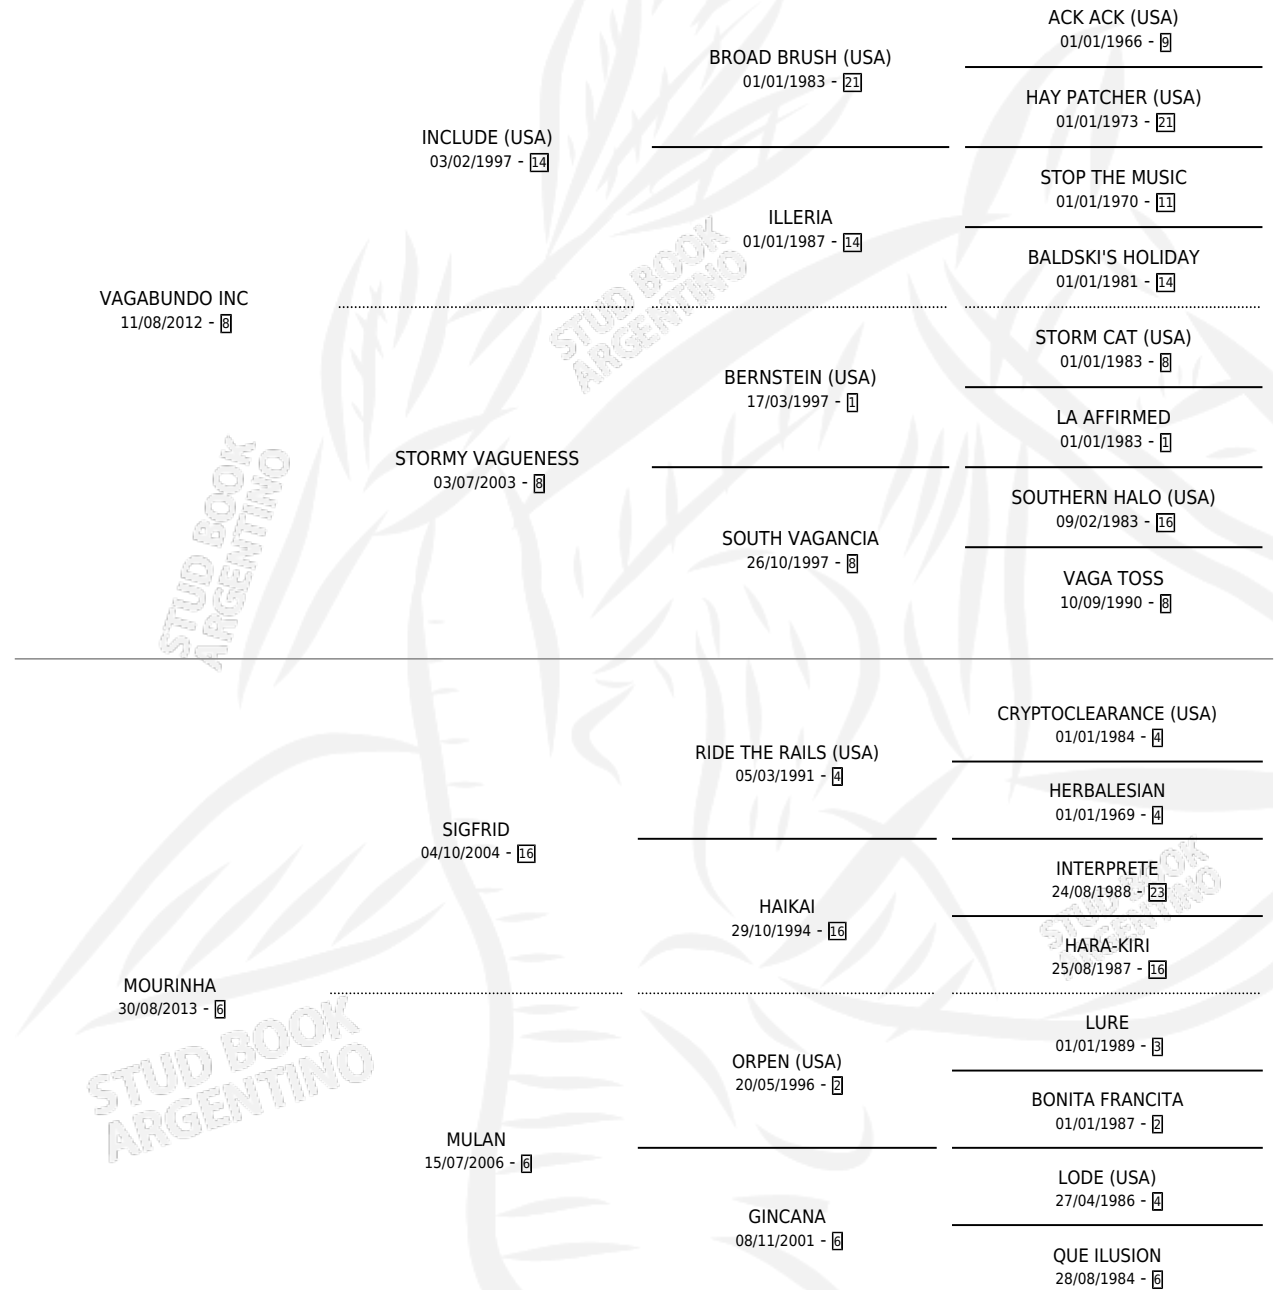 ACK ACK (USA)
01/01/1966 - 9
BROAD BRUSH (USA)
01/01/1983 - 21
HAY PATCHER (USA)
01/01/1973 - 21
INCLUDE (USA)
03/02/1997 - 14
STOP THE MUSIC
01/01/1970 - 11
ILLERIA
01/01/1987 - 14
BALDSKI'S HOLIDAY
01/01/1981 - 14
VAGABUNDO INC
11/08/2012 - 8
STORM CAT (USA)
01/01/1983 - 8
BERNSTEIN (USA)
17/03/1997 - 1
LA AFFIRMED
01/01/1983 - 1
STORMY VAGUENESS
03/07/2003 - 8
SOUTHERN HALO (USA)
09/02/1983 - 16
SOUTH VAGANCIA
26/10/1997 - 8
VAGA TOSS
10/09/1990 - 8
STUD BOOK
ARGENTINO
STUD BOOK
ARGENTINO
CRYPTOCLEARANCE (USA)
01/01/1984 - 4
RIDE THE RAILS (USA)
05/03/1991 - 4
HERBALESIAN
01/01/1969 - 4
SIGFRID
04/10/2004 - 16
INTERPRETE
24/08/1988 - 23
HAIKAI
29/10/1994 - 16
HARA-KIRI
25/08/1987 - 16
MOURINHA
30/08/2013 - 6
LURE
01/01/1989 - 3
ORPEN (USA)
20/05/1996 - 2
BONITA FRANCITA
01/01/1987 - 2
MULAN
15/07/2006 - 6
LODE (USA)
27/04/1986 - 4
GINCANA
08/11/2001 - 6
QUE ILUSION
28/08/1984 - 6
STUD BOOK
ARGENTINO
STUD BOOK
ARGENTINO